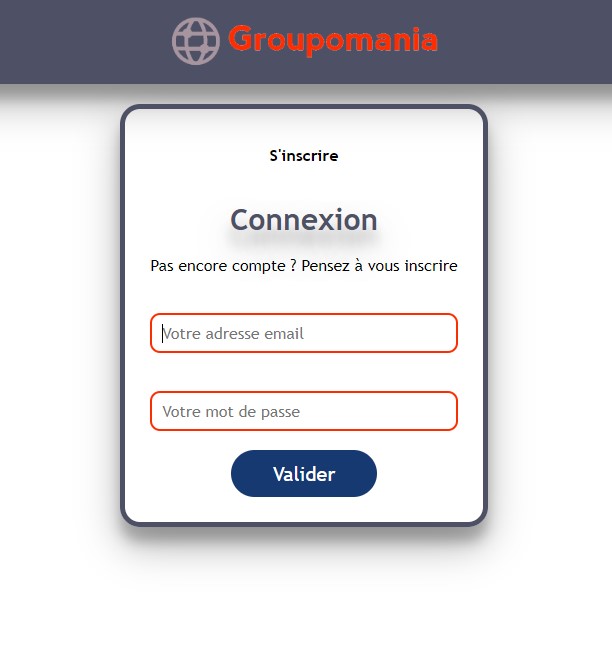 Groupomania
S'inscrire
Connexion
Pas encore compte ? Pensez à vous inscrire
Votre adresse email
Votre mot de passe
Valider